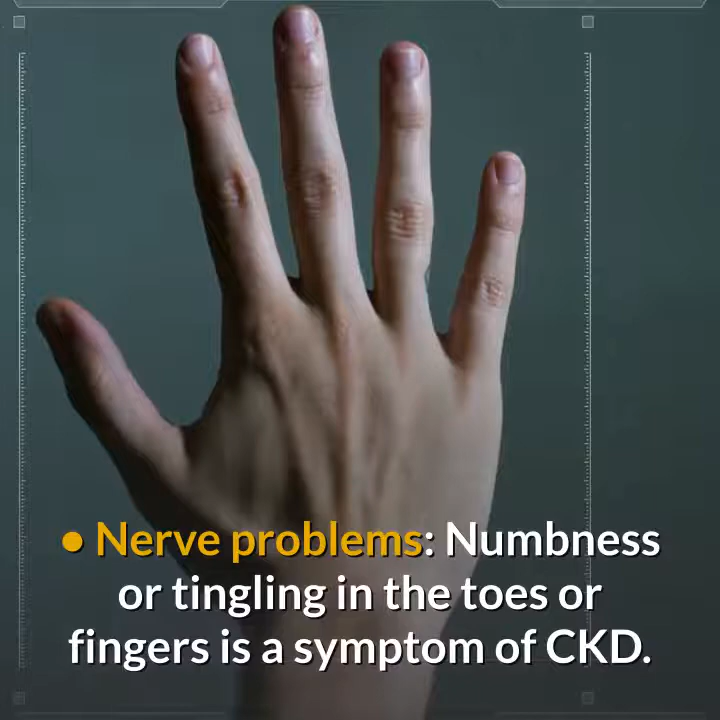 ● Nerve problems: Numbness
or tingling in the toes or
fingers is a symptom of CKD.